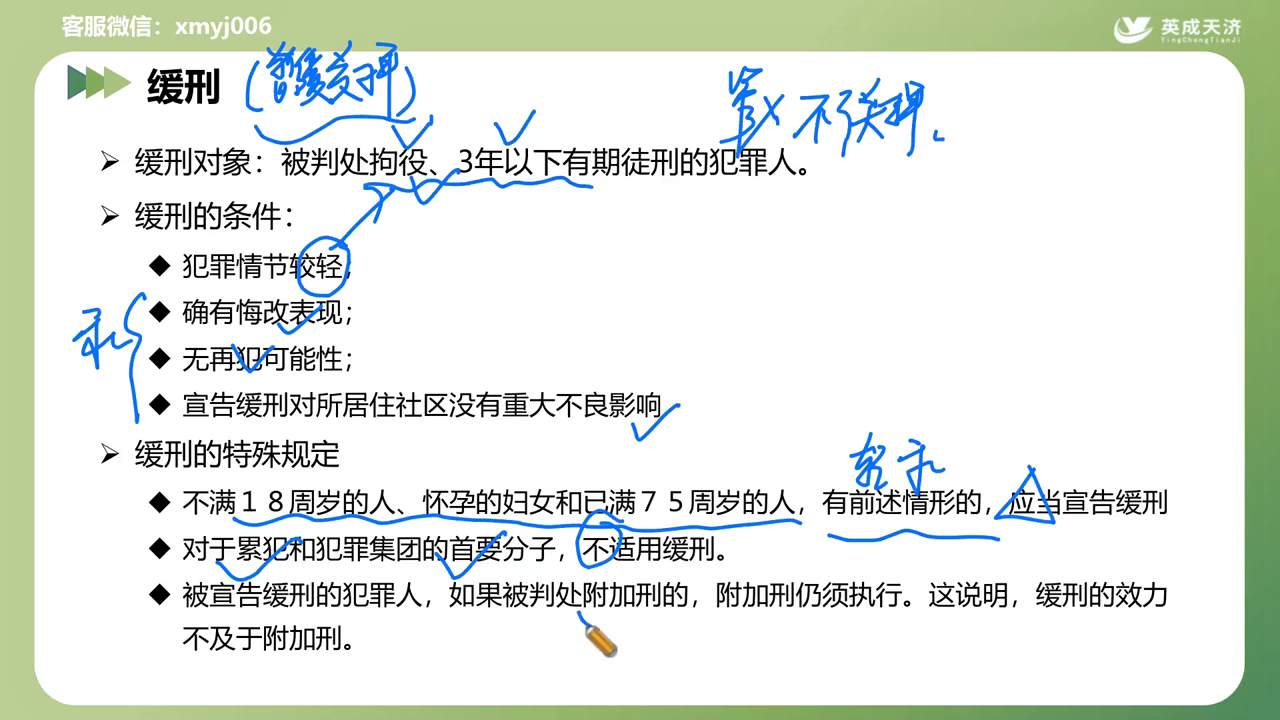 客服微信：xmyj006
英成天济
YingChengTianJi
缓刑
(暂缓关押)
不关押。
缓刑对象：被判处拘役、3年以下有期徒刑的犯罪人。
缓刑的条件：
犯罪情节较轻；
确有悔改表现；
无再犯可能性；
宣告缓刑对所居住社区没有重大不良影响
缓刑的特殊规定
不满１８周岁的人、怀孕的妇女和已满７５周岁的人，有前述情形的，应当宣告缓刑
对于累犯和犯罪集团的首要分子，不适用缓刑。
被宣告缓刑的犯罪人，如果被判处附加刑的，附加刑仍须执行。这说明，缓刑的效力
不及于附加刑。